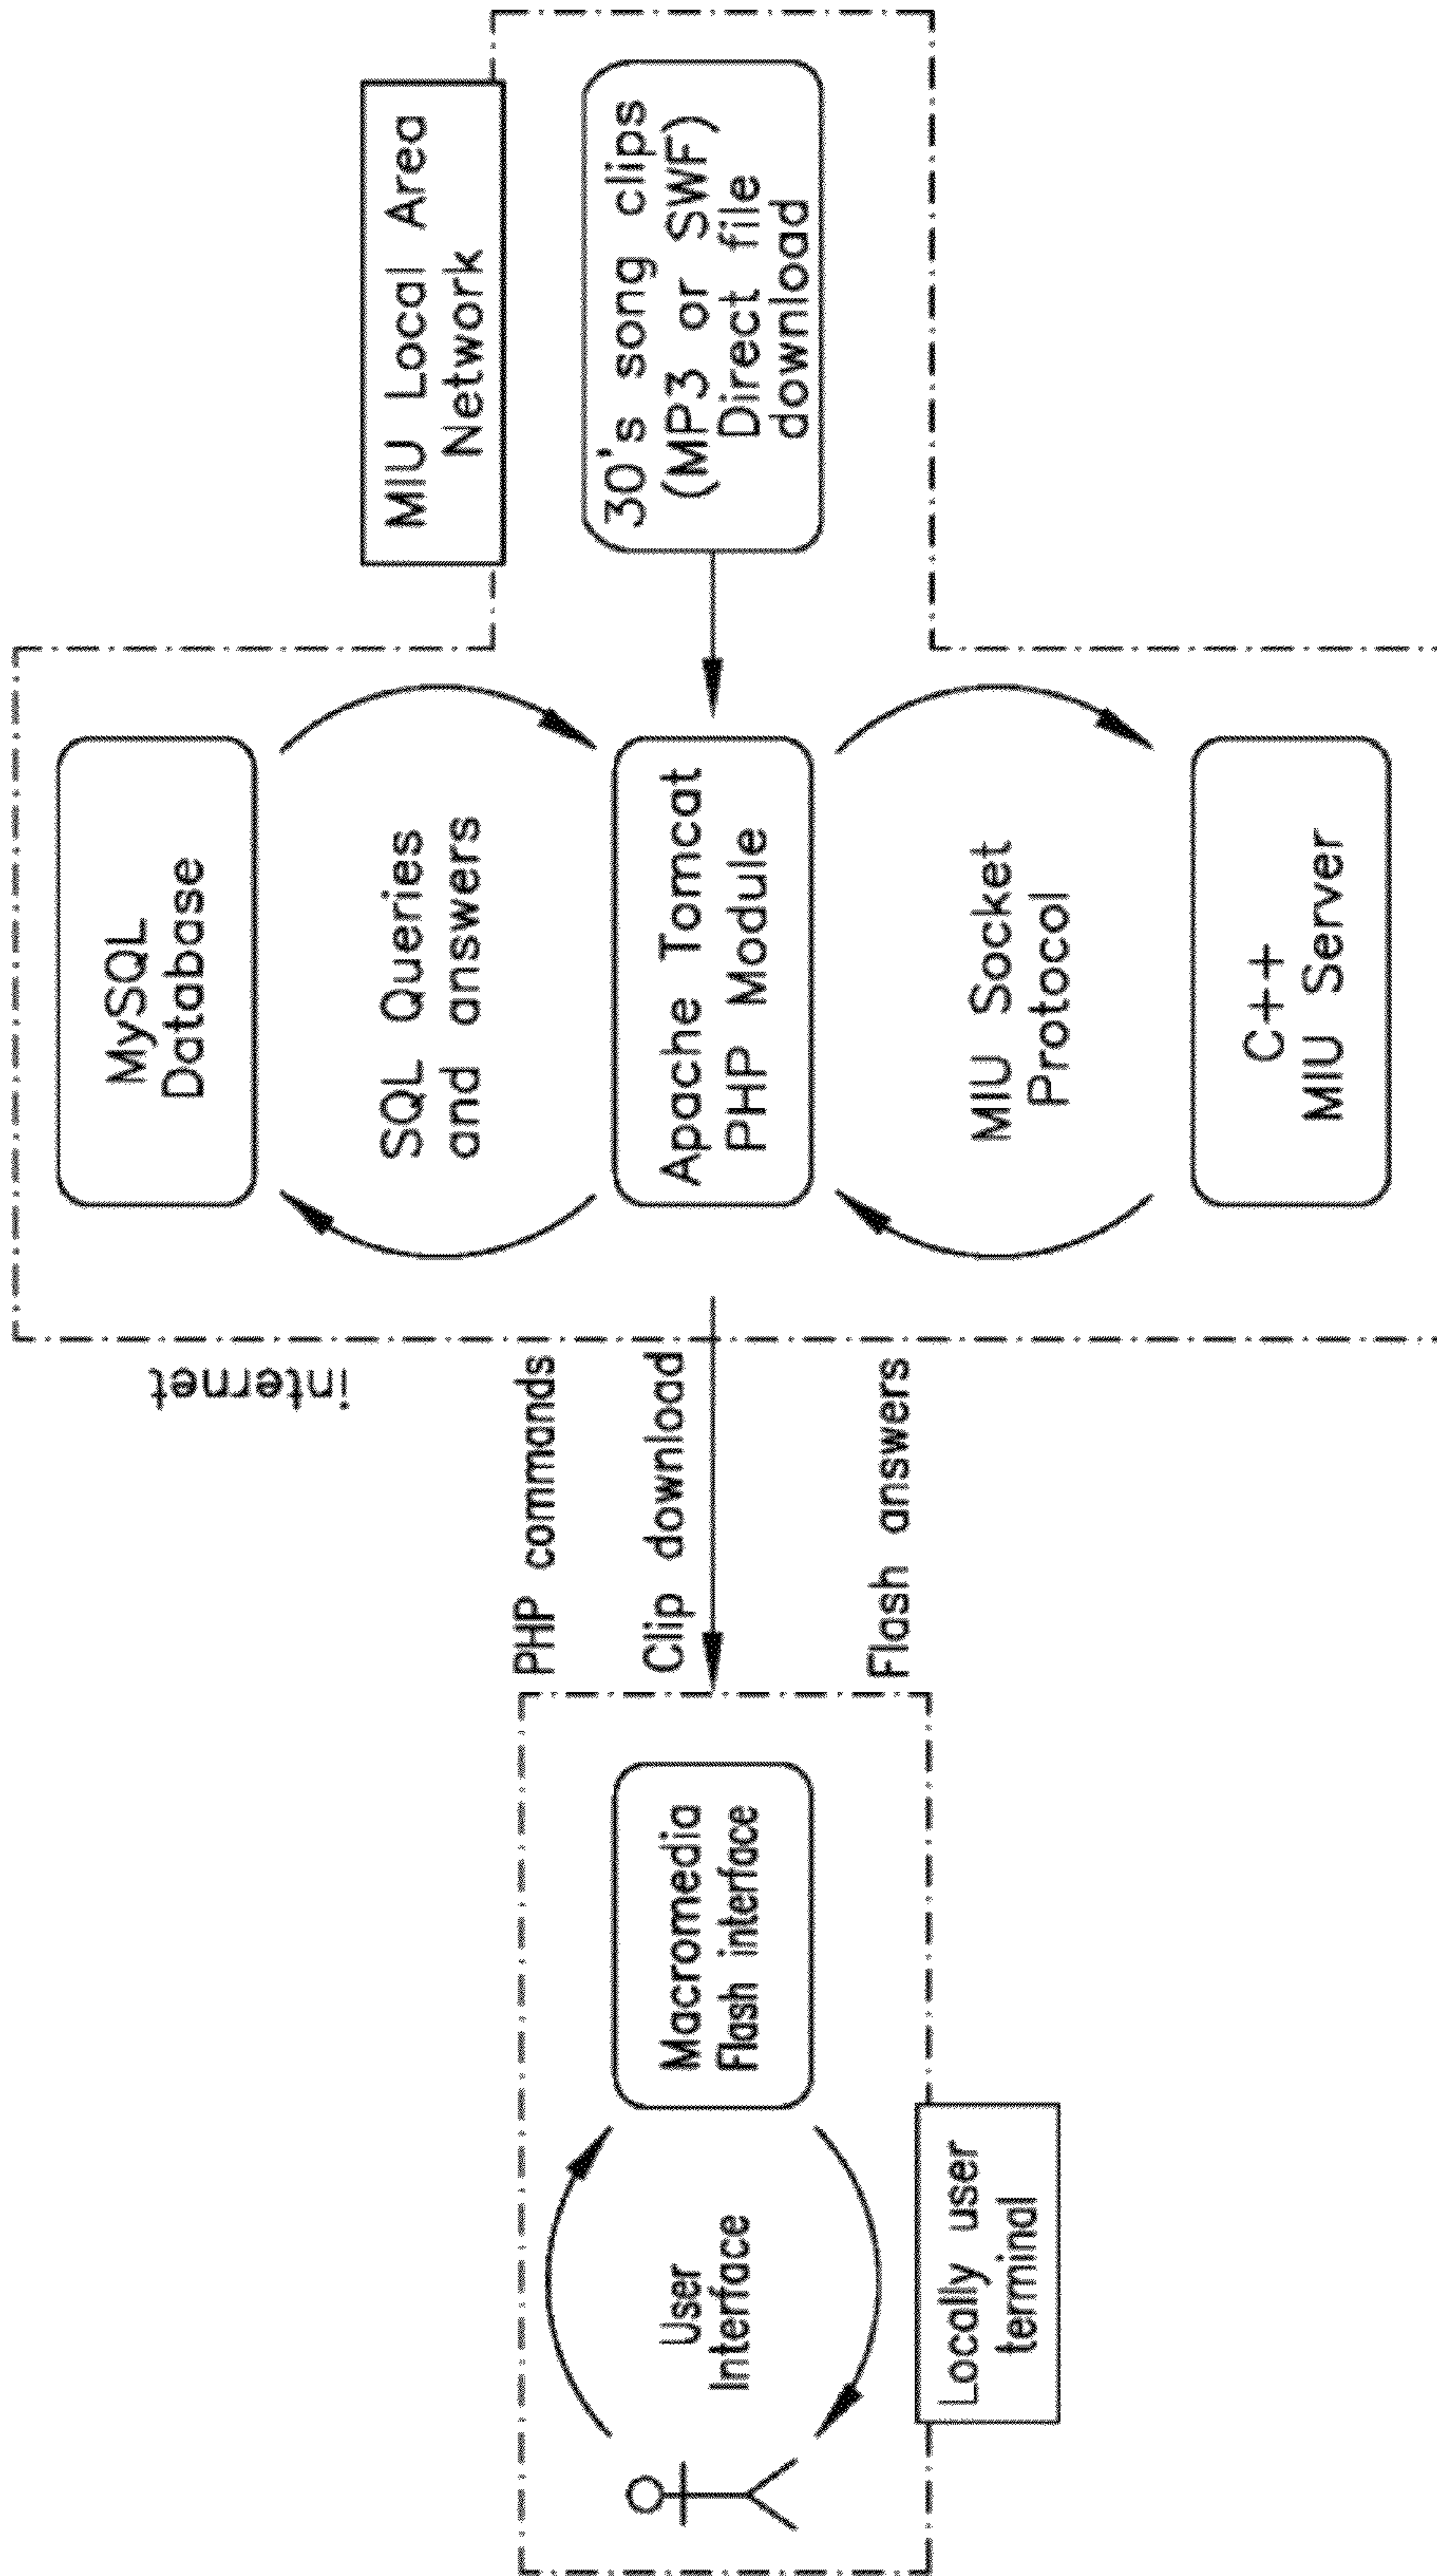 MySQL
Database
SQL Queries
and answers
Apache Tomcat
PHP Module
MIU Socket
Protocol
C++
MIU Server
MIU Local Area
Network
30's song clips
(MP3 or SWF)
Direct file
download
internet
PHP commands
Clip download
Flash answers
Macromedia
Flash interface
User
Interface
Locally user
terminal